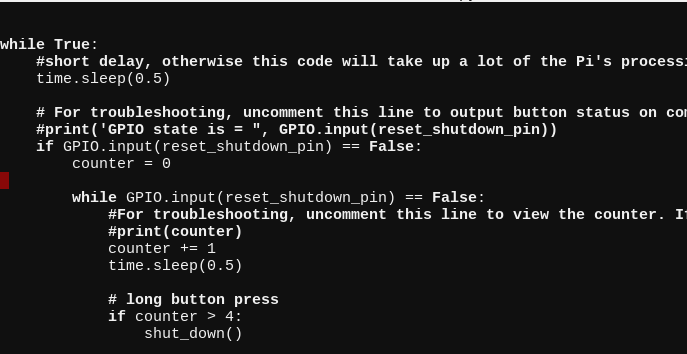 while True:
    #short delay, otherwise this code will take up a lot of the Pi's
    time.sleep(0.5)
    # For troubleshooting, uncomment this line to output button status on
    #print('GPIO state is = ", GPIO.input(reset_shutdown_pin))
    if GPIO.input(reset_shutdown_pin) == False:
        counter = 0
        while GPIO.input(reset_shutdown_pin) == False:
            #For troubleshooting, uncomment this line to view the counter.
            #print(counter)
            counter += 1
            time.sleep(0.5)
            # long button press
            if counter > 4:
                shut_down()